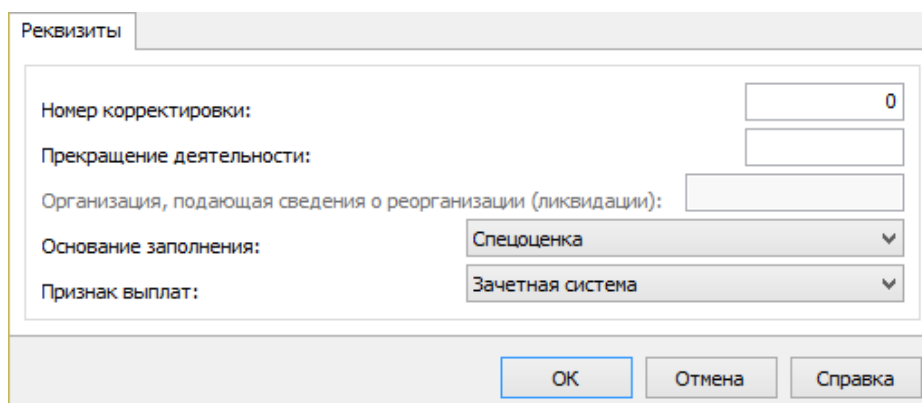 Реквизиты
Номер корректировки: 0
Прекращение деятельности:
Организация, подающая сведения о реорганизации (ликвидации):
Основание заполнения: Спецоценка
Признак выплат: Зачетная система
ОК Отмена Справка